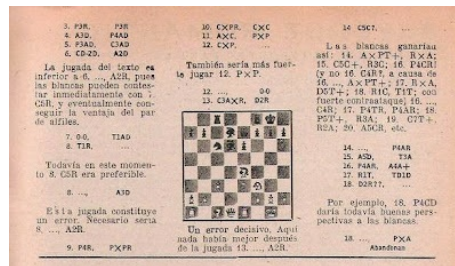 3. P3R, P3R
4. A3D, P4AD
5. P3AD, C3AD
6. CD-2D, A2D
La jugada del texto es
inferior a 6. ..., A2R, pues
las blancas pueden contes-
tar inmediatamente con 7.
C5R, y eventualmente con-
seguir la ventaja del par
de alfiles.
7. 0-0, T1AD
8. T1R, ...
Todavía en este momen-
to 8. C5R era preferible.
8. ..., A3D
Esta jugada constituye
un error. Necesario sería
8. ..., A2R.
9. P4R, PXPR
10. CXPR, CXC
11. AXC, PXP
12. CXP, ...
También sería más fuer-
te jugar 12. PXP.
12. ..., 0-0
13. C3AXR, D2R
Un error decisivo. Aquí
nada había mejor después
de la jugada 13. ..., A2R.
14. C5C?, ...
Las blancas ganarían
así: 14. AXPT+, RXA;
15. C5C+, R3C; 16. P4CR!
(y no 16. C4R?, a causa de
16. ..., AXPT+; 17. RXA,
D5T+; 18. R1C, T1T; con
fuerte contraataque) 16. ...,
C4R; 17. P4TR, P4AR; 18.
P5T+, R3A; 19. C7T+,
R2A; 20. A5CR, etc.
14. ..., P4AR
15. A5D, T3A
16. P4AR, A4A+
17. R1T, TD1D
18. D2R??, ...
Por ejemplo, 18. P4CD
daría todavía buenas pers-
pectivas a las blancas.
18. ..., PXA
Abandonan